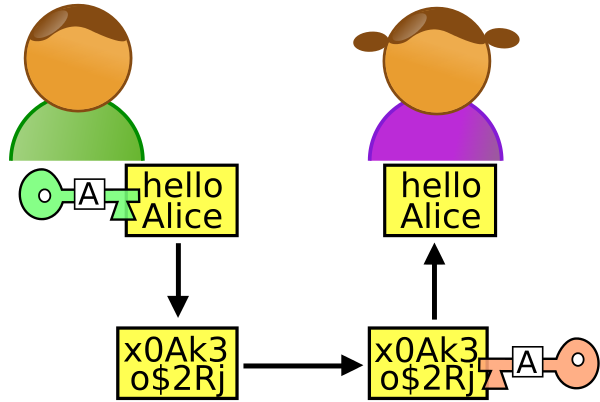 A
hello
Alice
hello
Alice
x0Ak3
o$2Rj
x0Ak3
o$2Rj
A